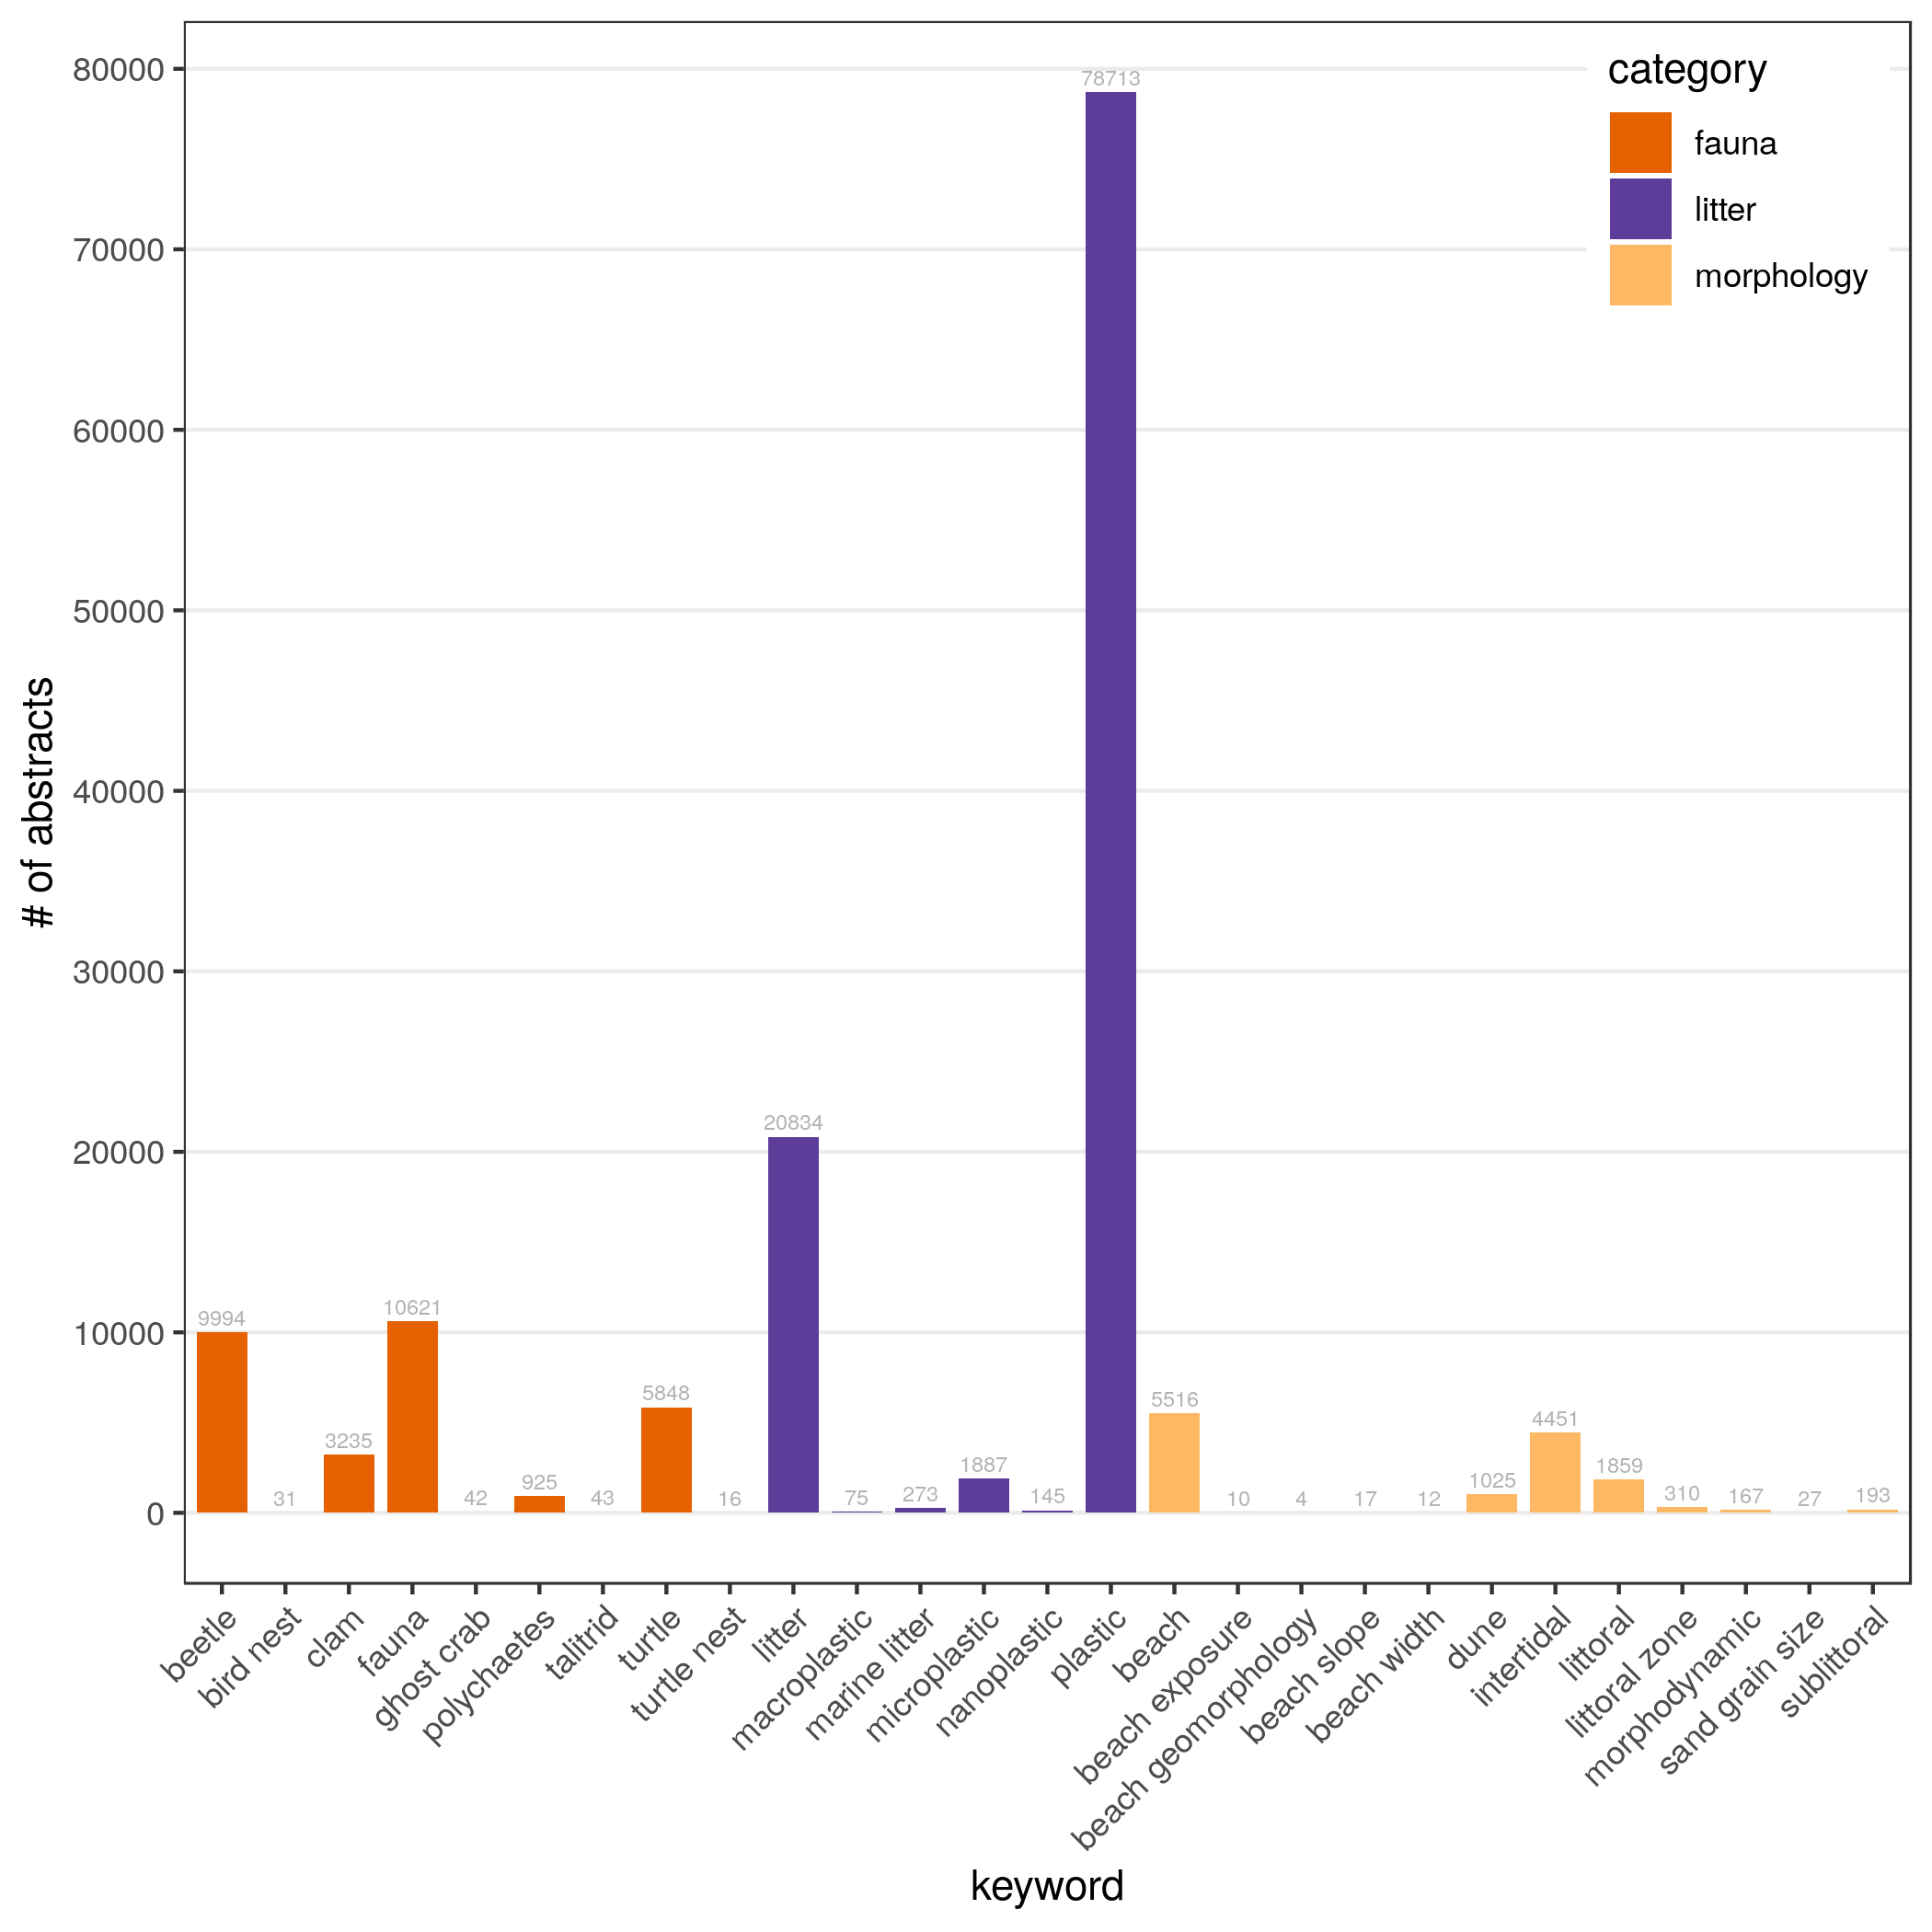 category
fauna
litter
morphology
# of abstracts
80000
70000
60000
50000
40000
30000
20000
10000
0
9994
31
3235
10621
42
925
43
5848
16
20834
75
273
1887
145
78713
5516
10
4
17
12
1025
4451
1859
310
167
27
193
beetle
bird nest
clam
fauna
ghost crab
polychaetes
talitrid
turtle
turtle nest
litter
macroplastic
marine litter
microplastic
nanoplastic
plastic
beach
beach exposure
beach geomorphology
beach slope
beach width
dune
intertidal
littoral
littoral zone
morphodynamic
sand grain size
sublittoral
keyword